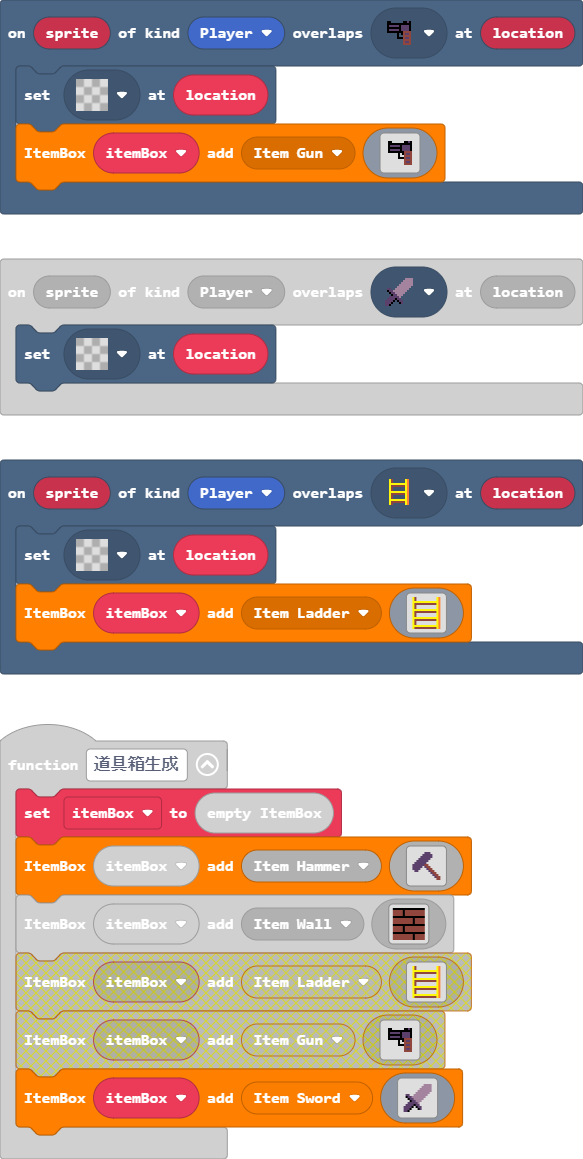 on sprite of kind Player overlaps at location
set at location
ItemBox itemBox add Item Gun
on sprite of kind Player overlaps at location
set at location
on sprite of kind Player overlaps at location
set at location
ItemBox itemBox add Item Ladder
function 道具箱生成
set itemBox to empty ItemBox
ItemBox itemBox add Item Hammer
ItemBox itemBox add Item Wall
ItemBox itemBox add Item Ladder
ItemBox itemBox add Item Gun
ItemBox itemBox add Item Sword